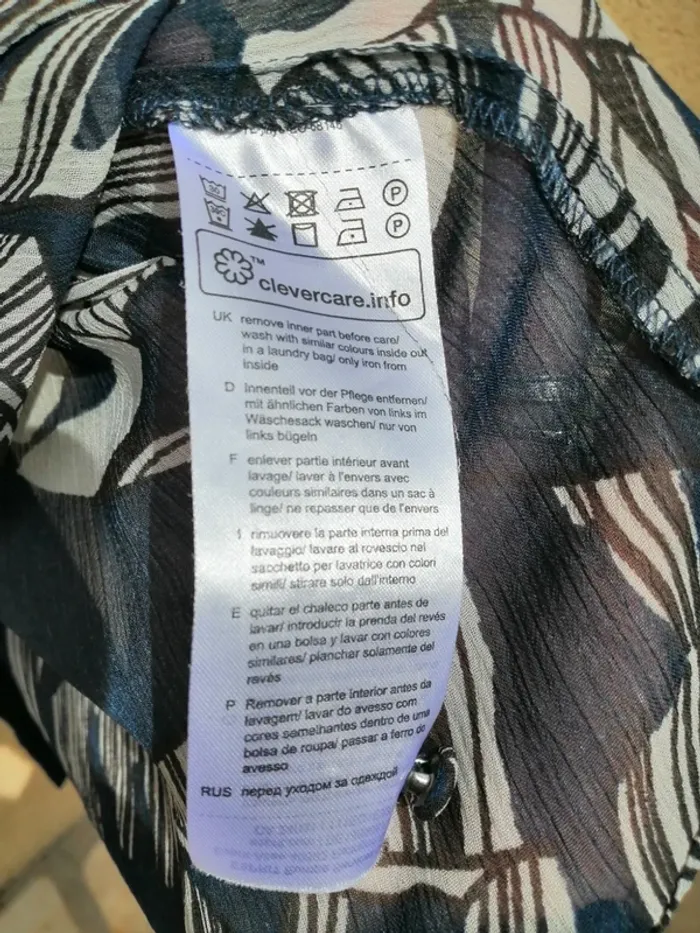 P
P
clevercare.info
UK remove inner part before care/
wash with similar colours inside out
in a laundry bag/ only iron from
inside
D Innenteil vor der Pflege entfernen/
mit ähnlichen Farben von links im
Wäschesack waschen/ nur von
links bügeln
F enlever partie intérieur avant
lavage/ laver à l'envers avec
couleurs similaires dans un sac à
linge/ ne repasser que de l'envers
I rimuovere la parte interna prima del
lavaggio/ lavare al rovescio nel
sacchetto per lavatrice con colori
simili/ stirare solo dall'interno
E quitar el chaleco parte antes de
lavar/ introducir la prenda del revés
en una bolsa y lavar con colores
similares/ planchar solamente del
revés
P Remover a parte interior antes da
lavagem/ lavar do avesso com
cores semelhantes dentro de uma
bolsa de roupa/ passar a ferro do
avesso
RUS перед уходом за одеждой